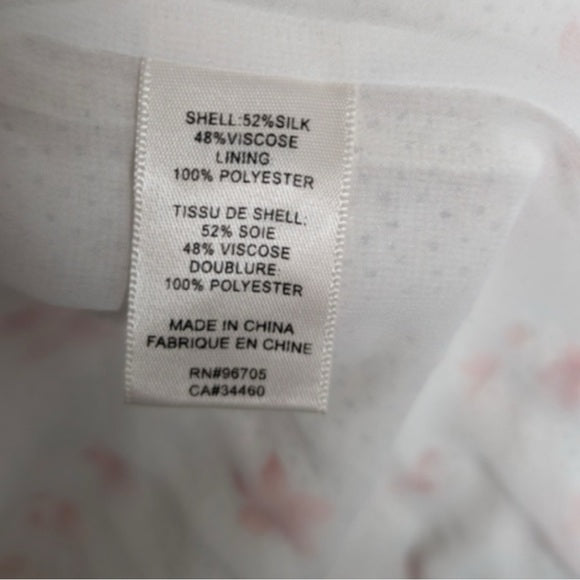 SHELL:52%SILK
48%VISCOSE
LINING
100% POLYESTER
TISSU DE SHELL:
52% SOIE
48% VISCOSE
DOUBLURE:
100% POLYESTER
MADE IN CHINA
FABRIQUE EN CHINE
RN#96705
CA#34460